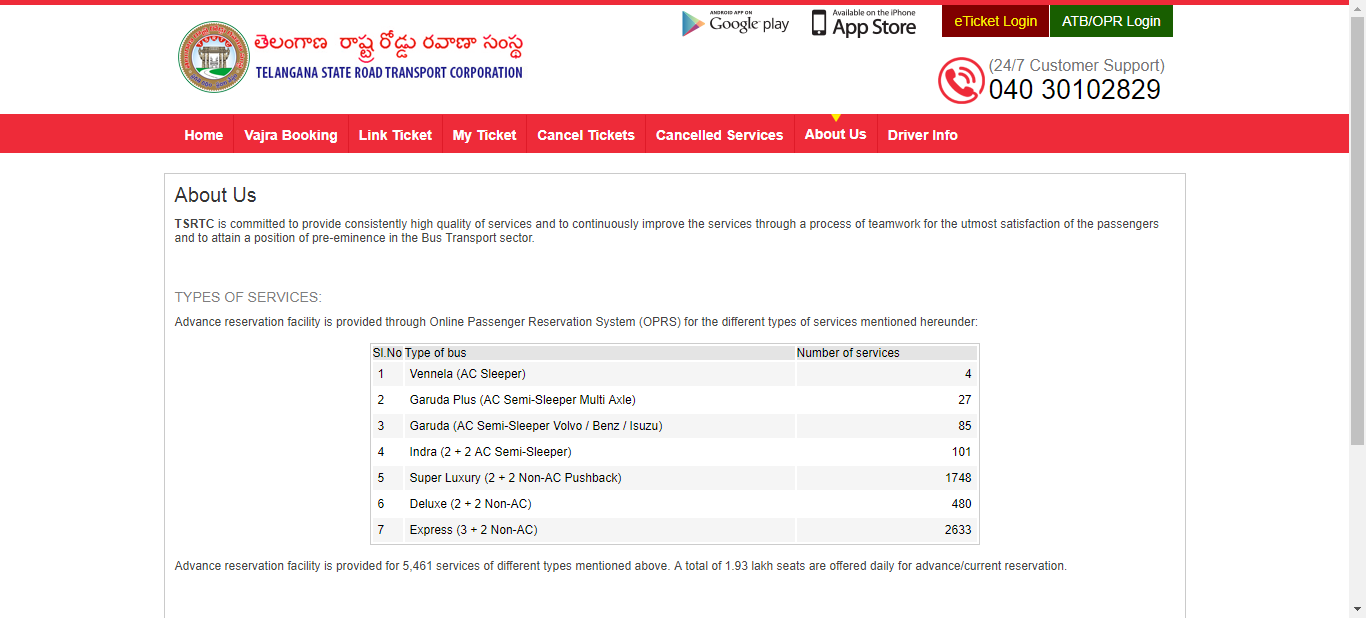 ANDROID APP ON
Google play
Available on the iPhone
App Store
eTicket Login
ATB/OPR Login
తెలంగాణ రాష్ట్ర రోడ్డు రవాణా సంస్థ
TELANGANA STATE ROAD TRANSPORT CORPORATION
(24/7 Customer Support)
040 30102829
Home Vajra Booking Link Ticket My Ticket Cancel Tickets Cancelled Services About Us Driver Info
About Us
TSRTC is committed to provide consistently high quality of services and to continuously improve the services through a process of teamwork for the utmost satisfaction of the passengers
and to attain a position of pre-eminence in the Bus Transport sector.
TYPES OF SERVICES:
Advance reservation facility is provided through Online Passenger Reservation System (OPRS) for the different types of services mentioned hereunder:
Sl.No Type of bus Number of services
1 Vennela (AC Sleeper) 4
2 Garuda Plus (AC Semi-Sleeper Multi Axle) 27
3 Garuda (AC Semi-Sleeper Volvo / Benz / Isuzu) 85
4 Indra (2 + 2 AC Semi-Sleeper) 101
5 Super Luxury (2 + 2 Non-AC Pushback) 1748
6 Deluxe (2 + 2 Non-AC) 480
7 Express (3 + 2 Non-AC) 2633
Advance reservation facility is provided for 5,461 services of different types mentioned above. A total of 1.93 lakh seats are offered daily for advance/current reservation.